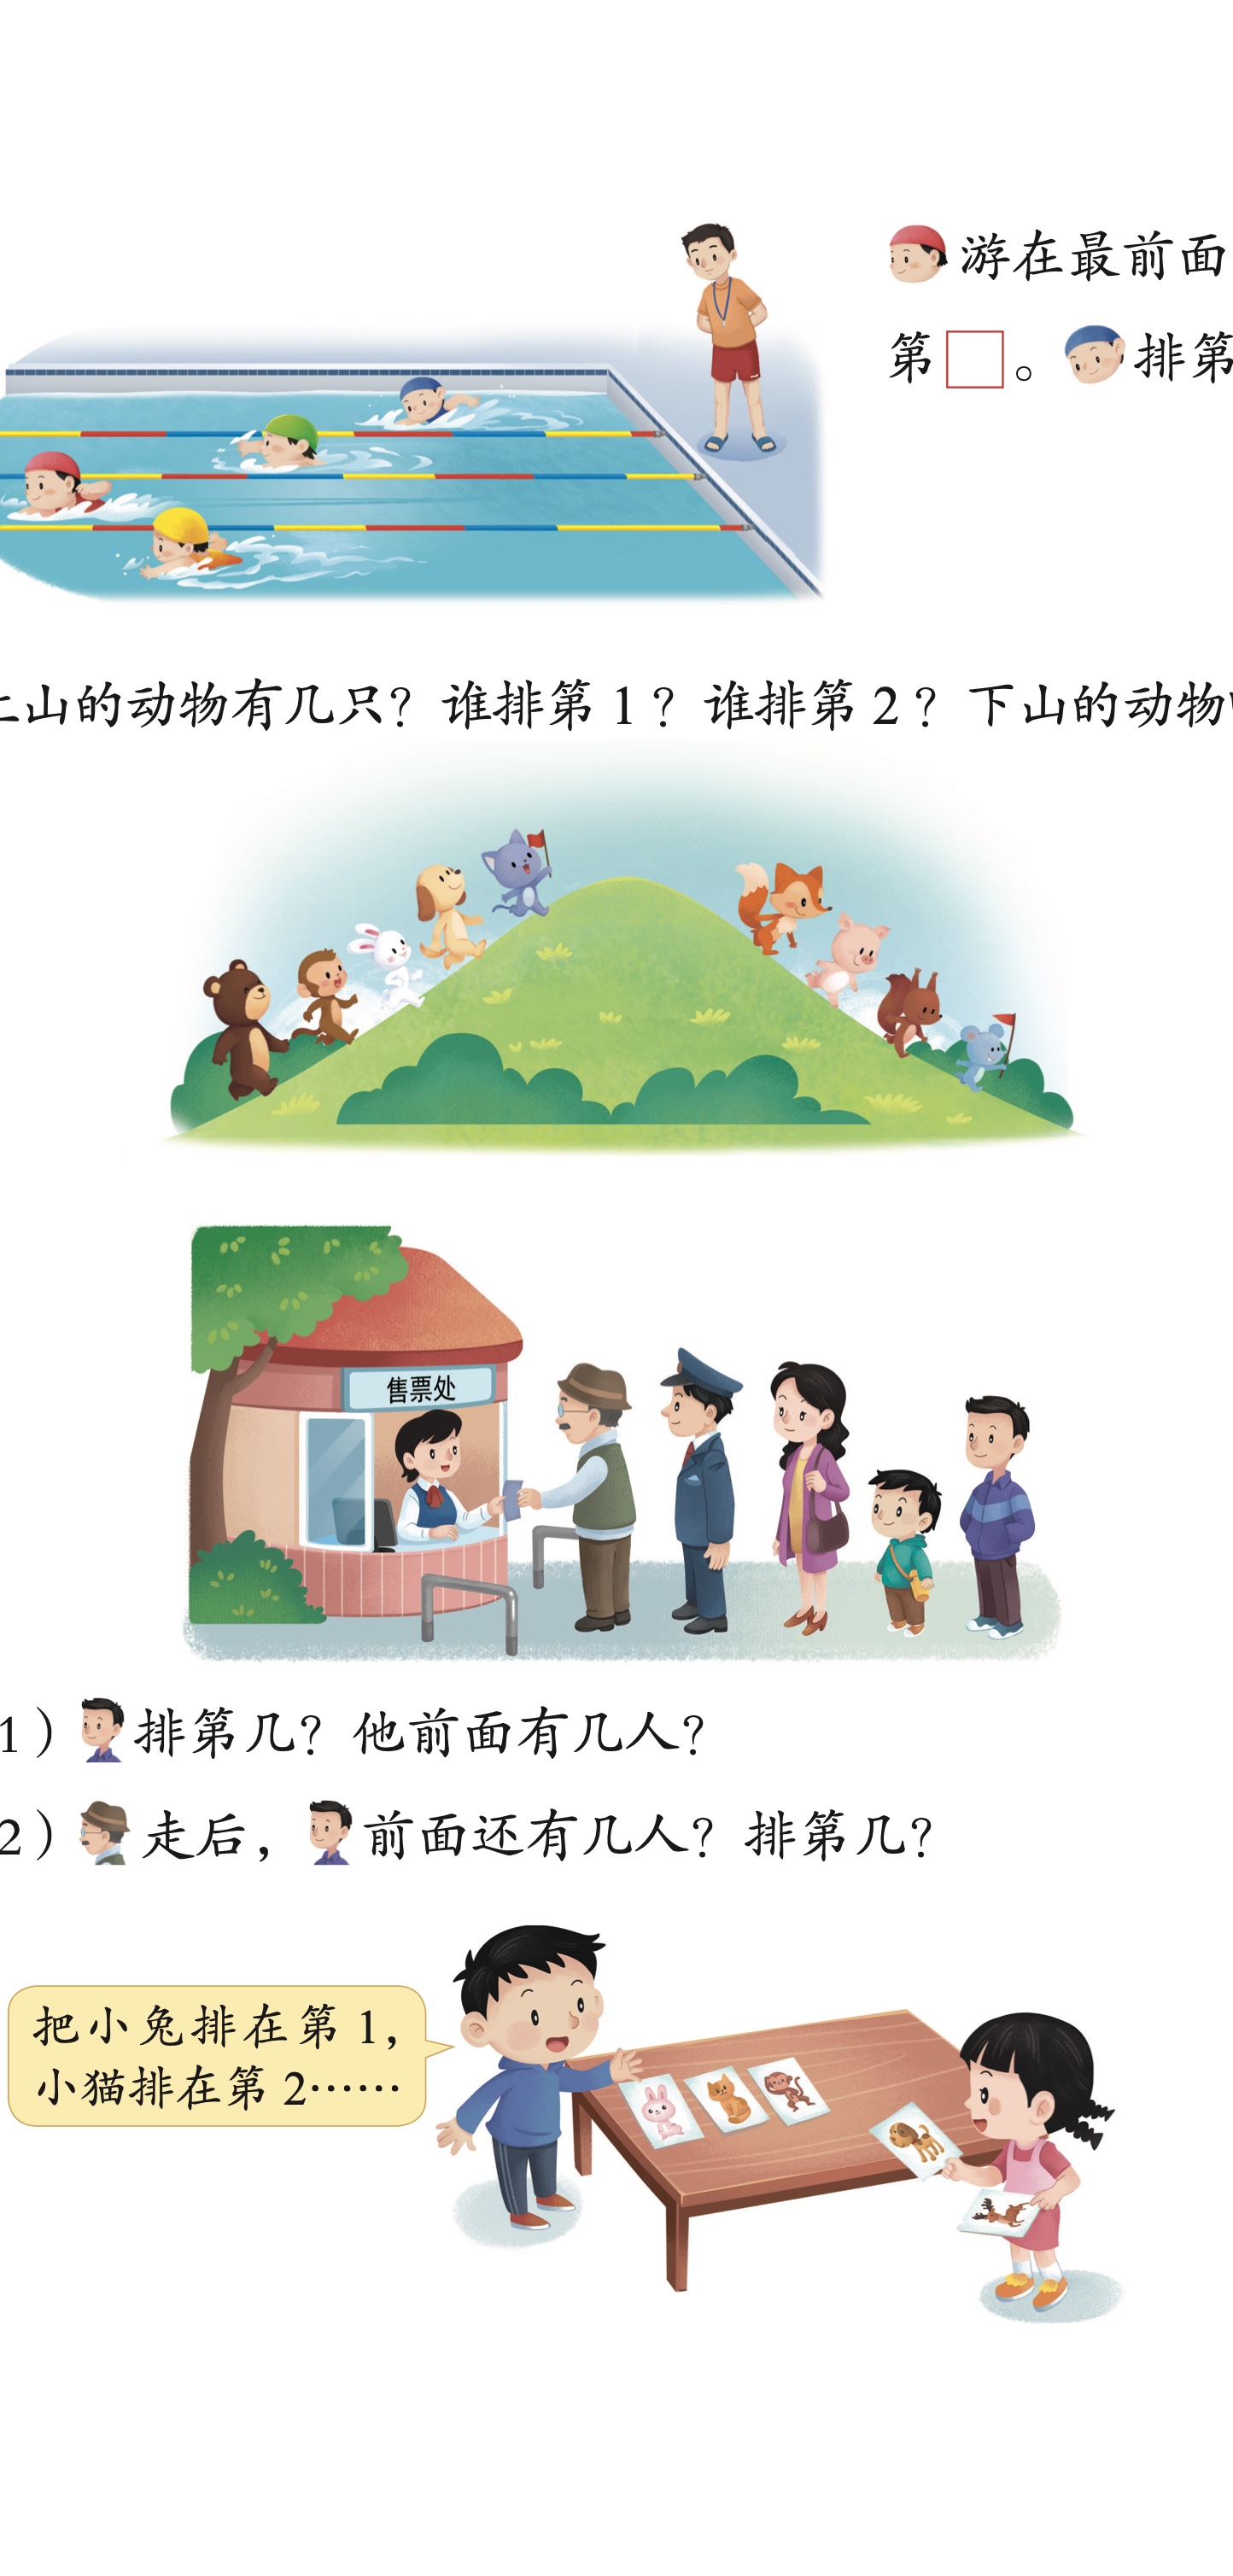 游在最前面
第□。排第
上山的动物有几只？谁排第 1？谁排第 2？下山的动物
售票处
1）排第几？他前面有几人？
2）走后，前面还有几人？排第几？
把小兔排在第 1，
小猫排在第 2……